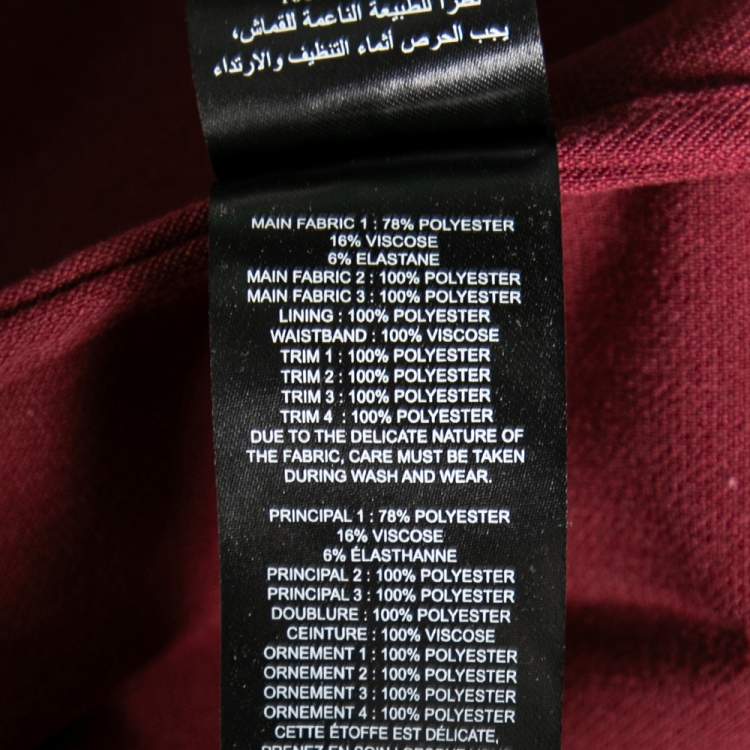 نظراً للطبيعة الناعمة للقماش،
يجب الحرص أثماء التنظيف والارتداء
MAIN FABRIC 1 : 78% POLYESTER
16% VISCOSE
6% ELASTANE
MAIN FABRIC 2 : 100% POLYESTER
MAIN FABRIC 3 : 100% POLYESTER
LINING : 100% POLYESTER
WAISTBAND : 100% VISCOSE
TRIM 1 : 100% POLYESTER
TRIM 2 : 100% POLYESTER
TRIM 3 : 100% POLYESTER
TRIM 4 : 100% POLYESTER
DUE TO THE DELICATE NATURE OF
THE FABRIC, CARE MUST BE TAKEN
DURING WASH AND WEAR.
PRINCIPAL 1 : 78% POLYESTER
16% VISCOSE
6% ÉLASTHANNE
PRINCIPAL 2 : 100% POLYESTER
PRINCIPAL 3 : 100% POLYESTER
DOUBLURE : 100% POLYESTER
CEINTURE : 100% VISCOSE
ORNEMENT 1 : 100% POLYESTER
ORNEMENT 2 : 100% POLYESTER
ORNEMENT 3 : 100% POLYESTER
ORNEMENT 4 : 100% POLYESTER
CETTE ÉTOFFE EST DÉLICATE,
PRENEZ EN SOIN